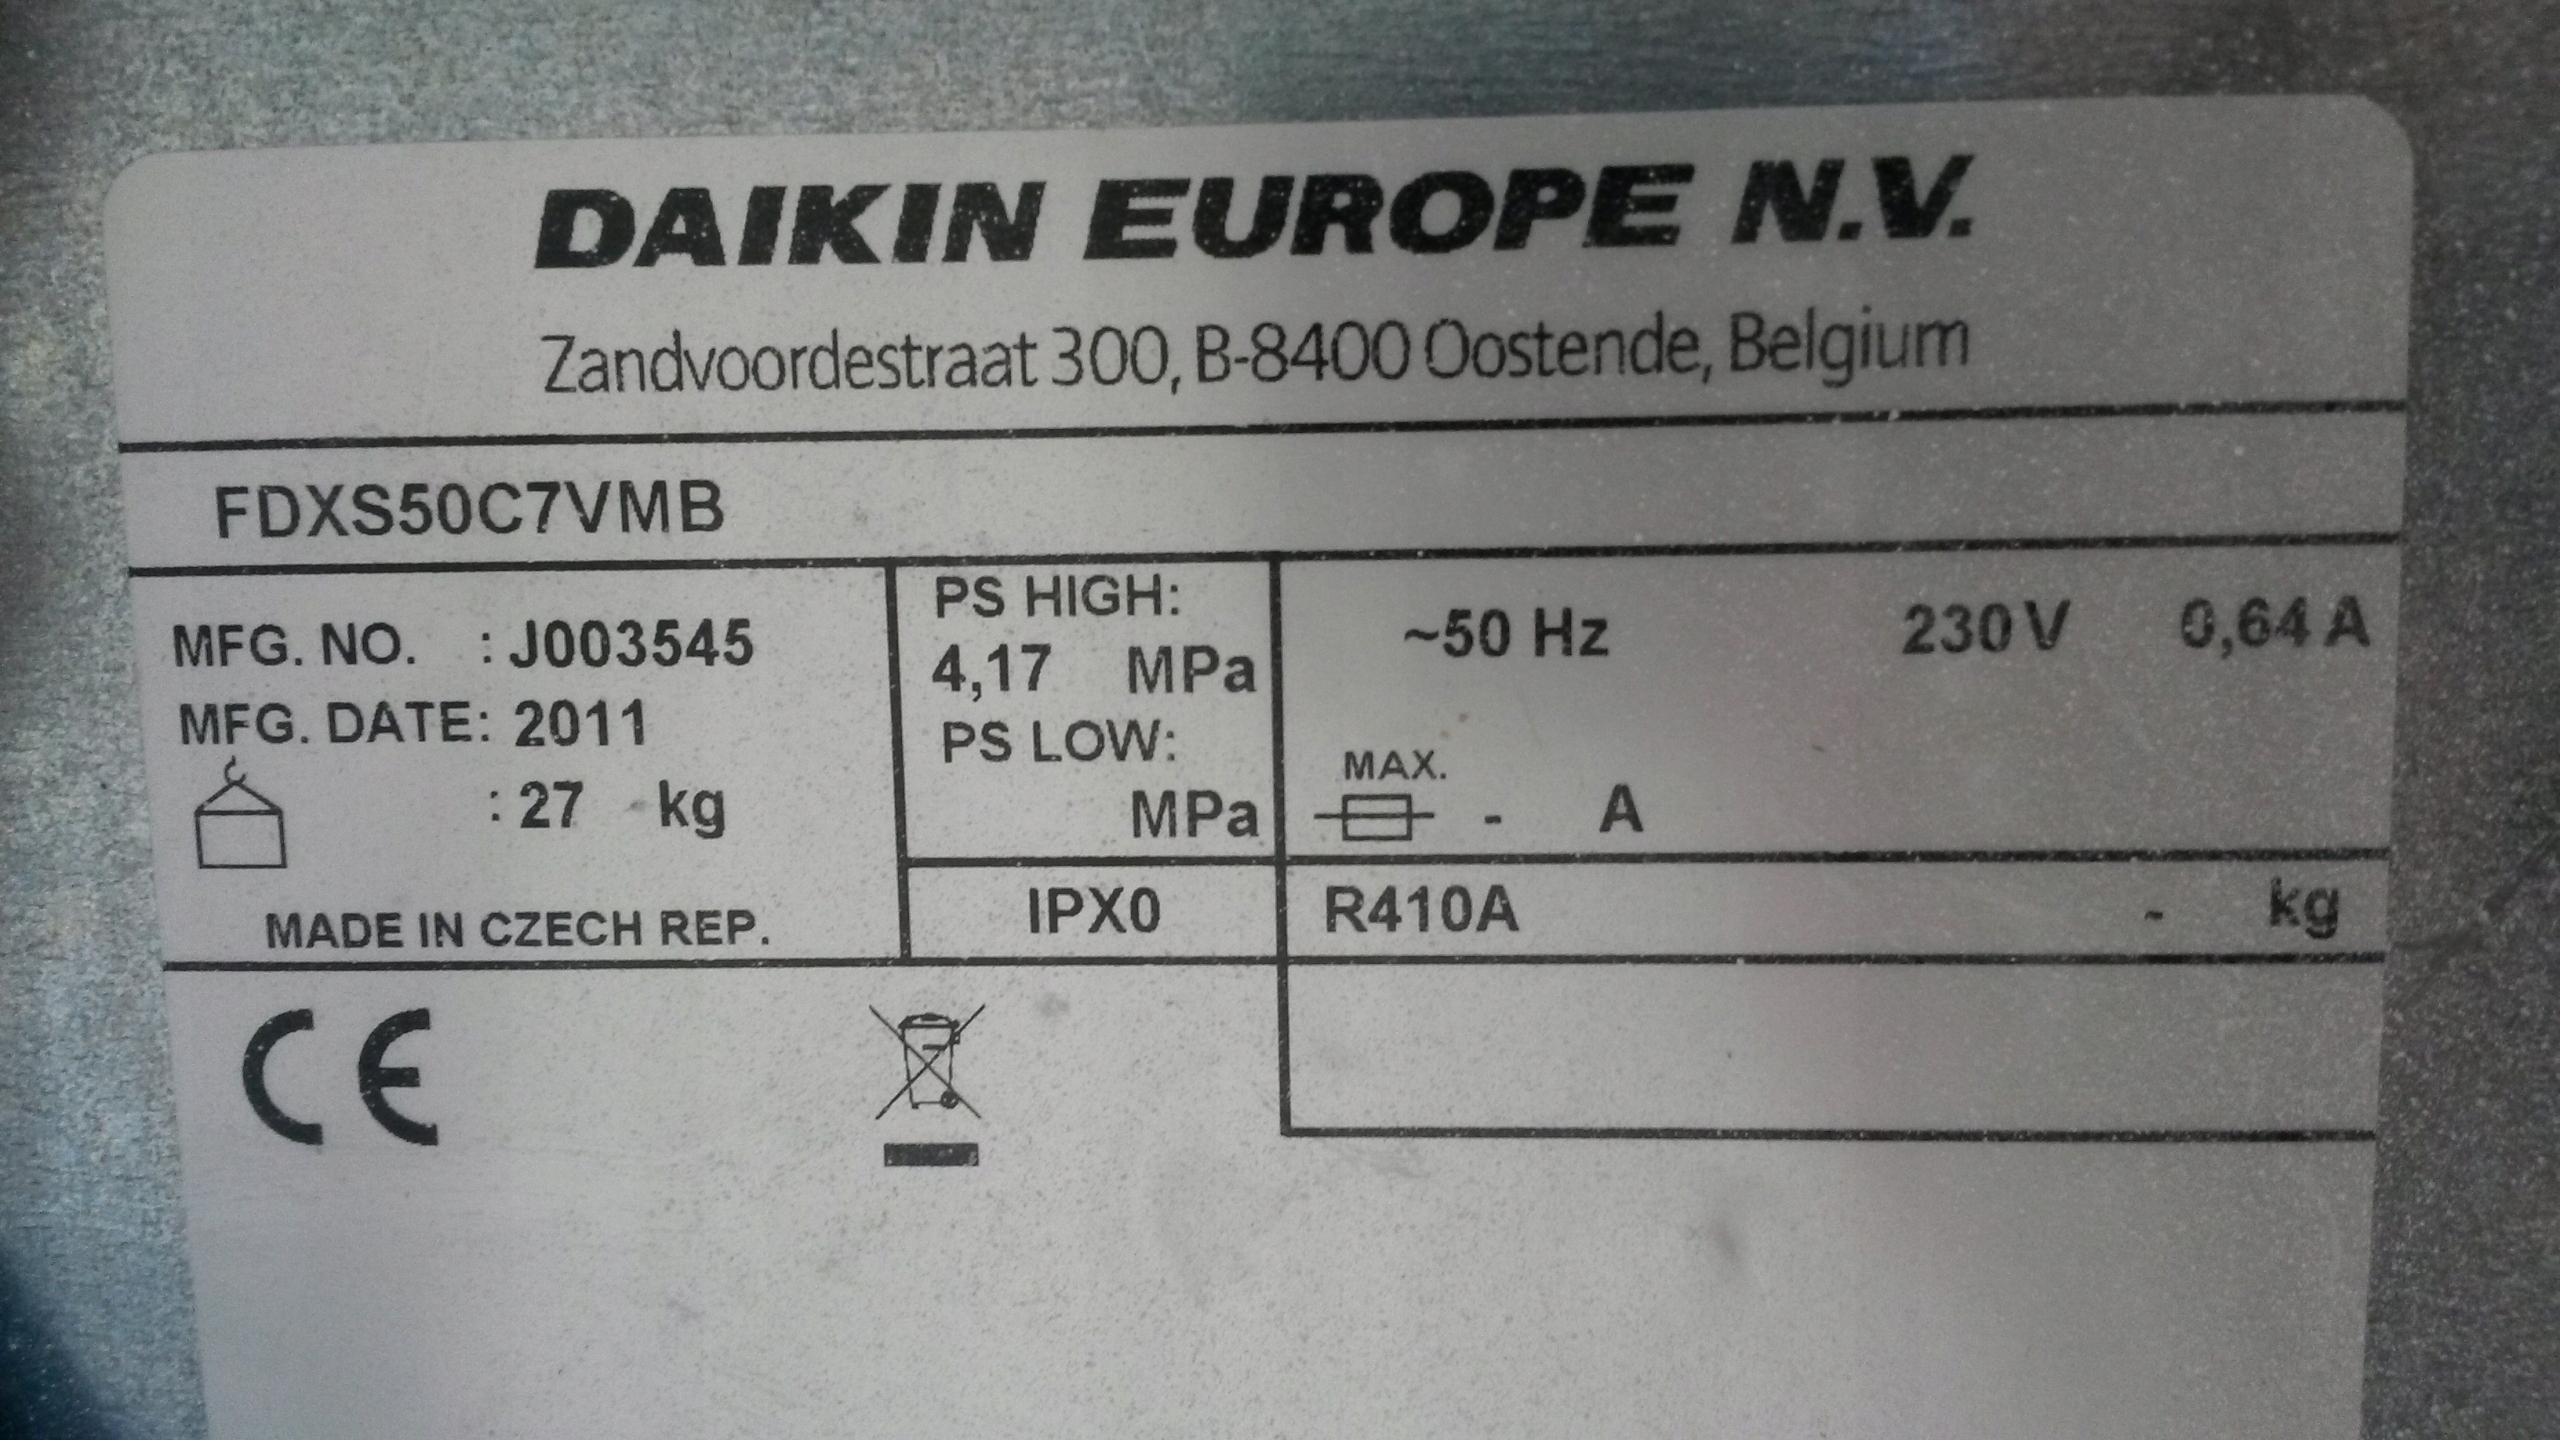 DAIKIN EUROPE N.V.
Zandvoordestraat 300, B-8400 Oostende, Belgium
FDXS50C7VMB
MFG. NO. : J003545
MFG. DATE: 2011
: 27 kg
MADE IN CZECH REP.
PS HIGH:
4,17 MPa
PS LOW:
MPa
IPX0
~50 Hz 230 V 0,64 A
MAX.
- A
R410A - kg
CE